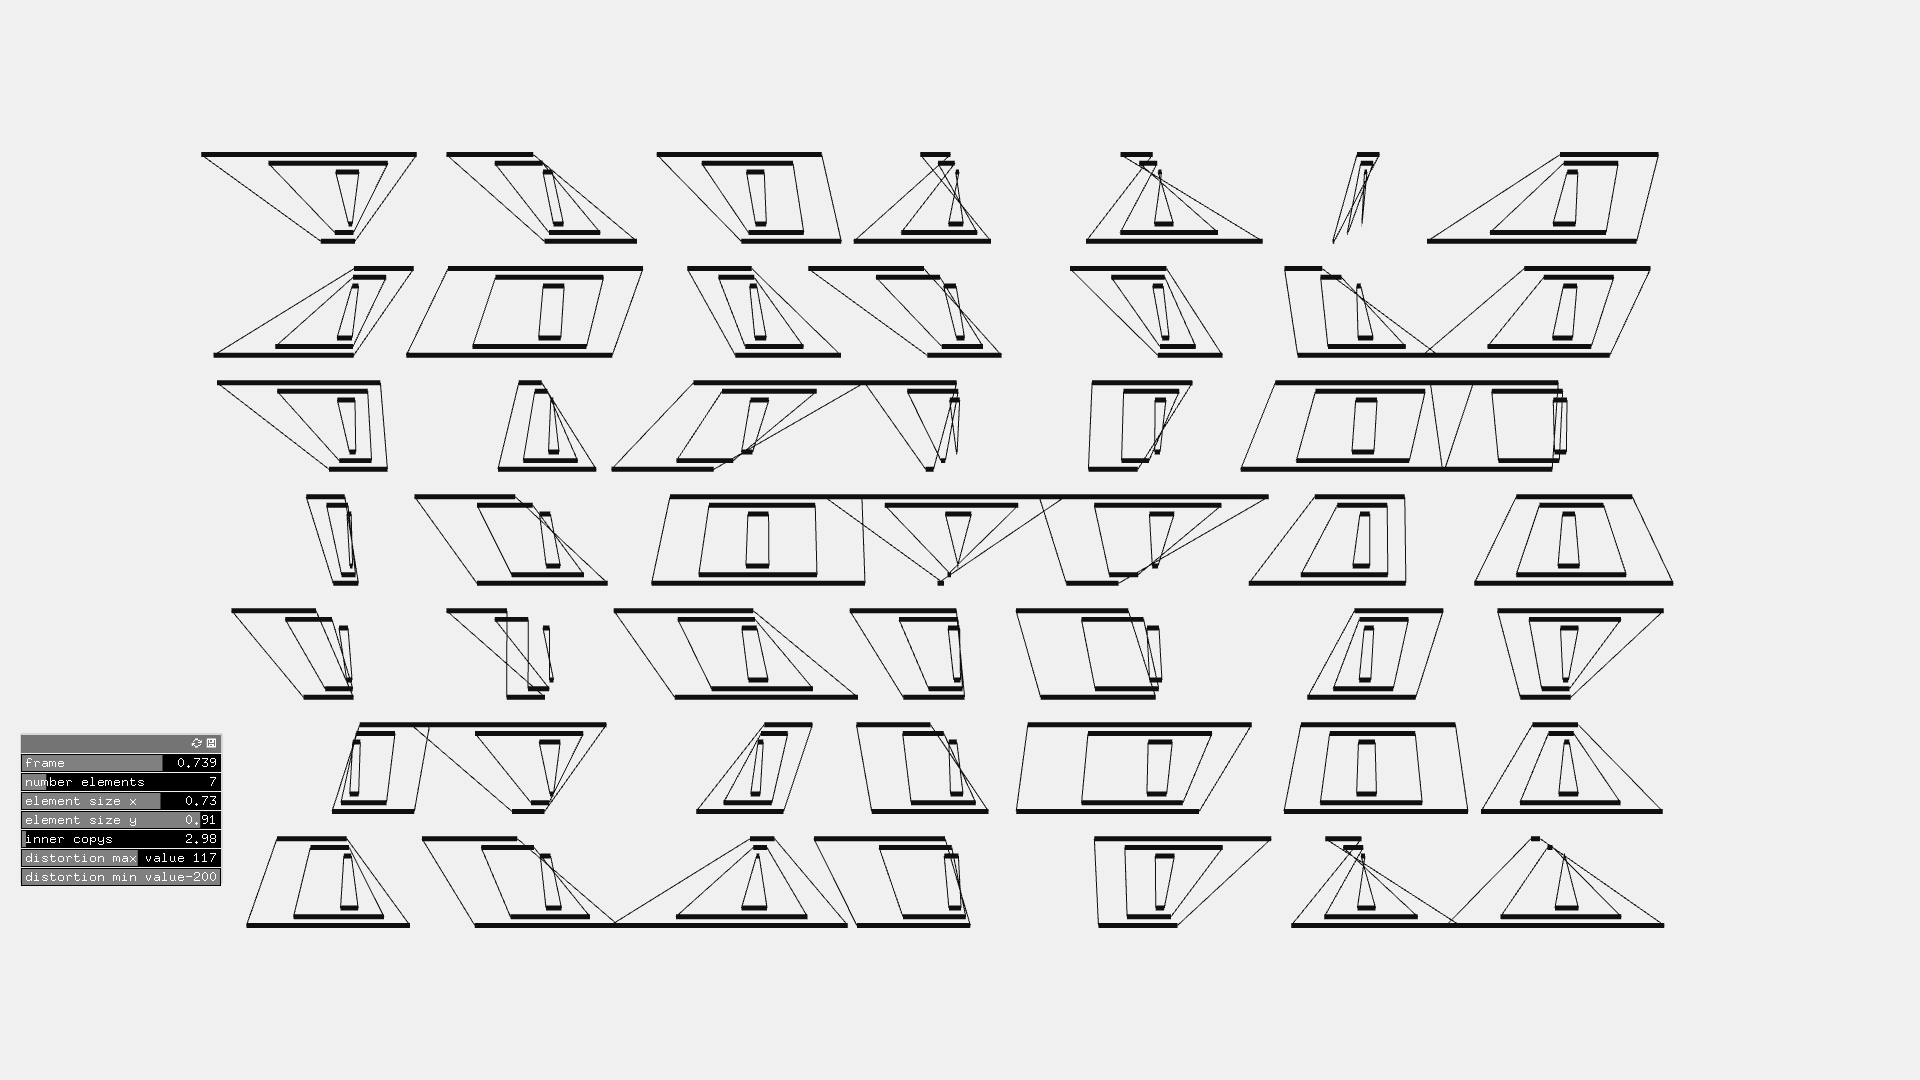 frame 0.739
number elements 7
element size x 0.73
element size y 0.91
inner copys 2.98
distortion max value 117
distortion min value-200